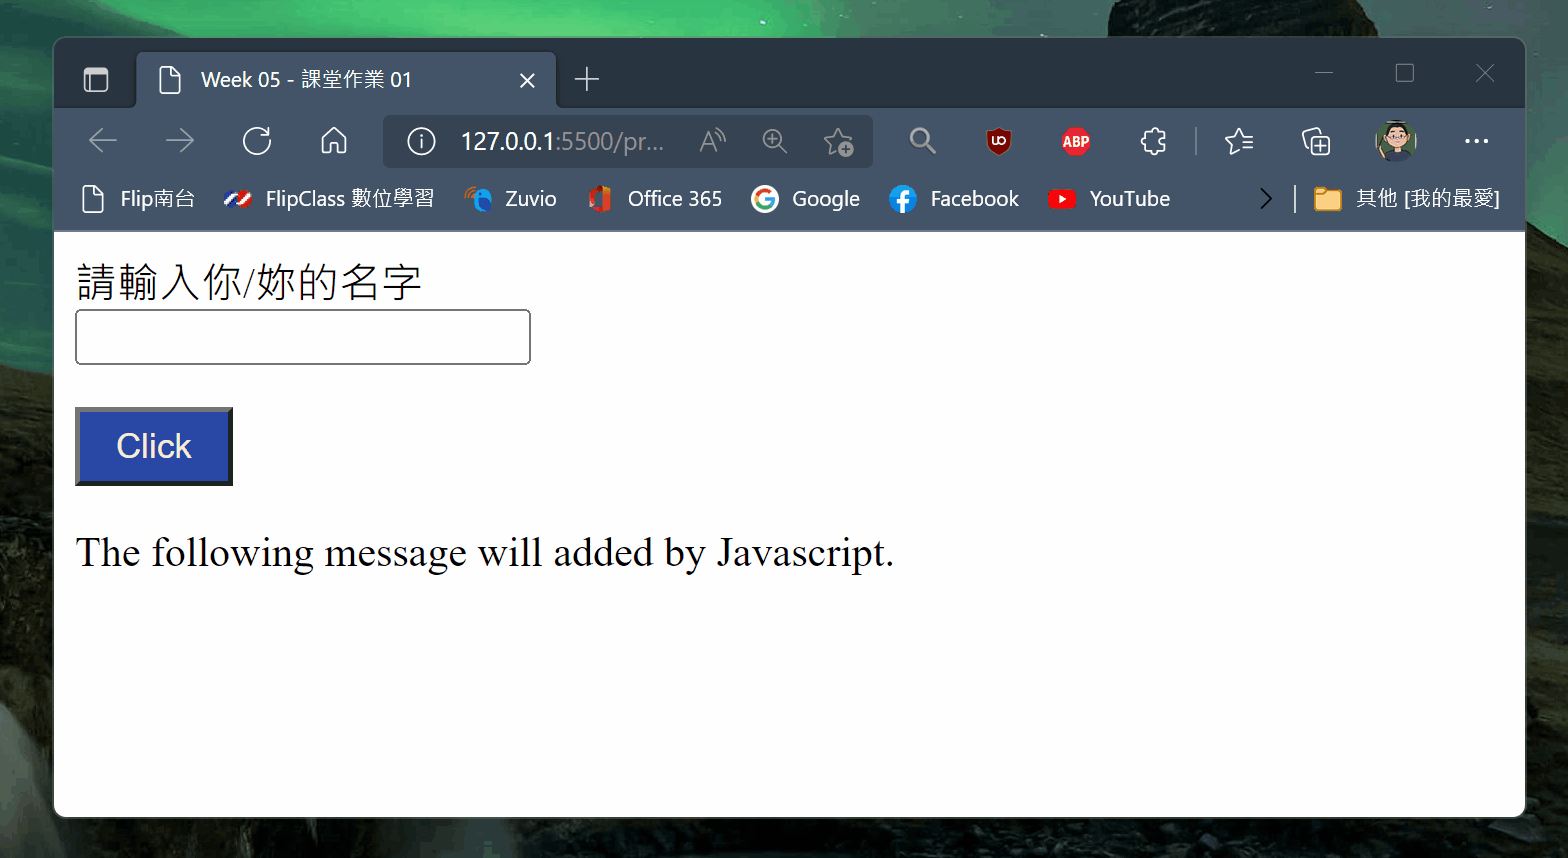 Week 05 - 課堂作業 01
127.0.0.1:5500/pr...
ABP
Flip南台 FlipClass 數位學習 Zuvio Office 365 Google Facebook YouTube 其他 [我的最愛]
請輸入你/妳的名字
Click
The following message will added by Javascript.